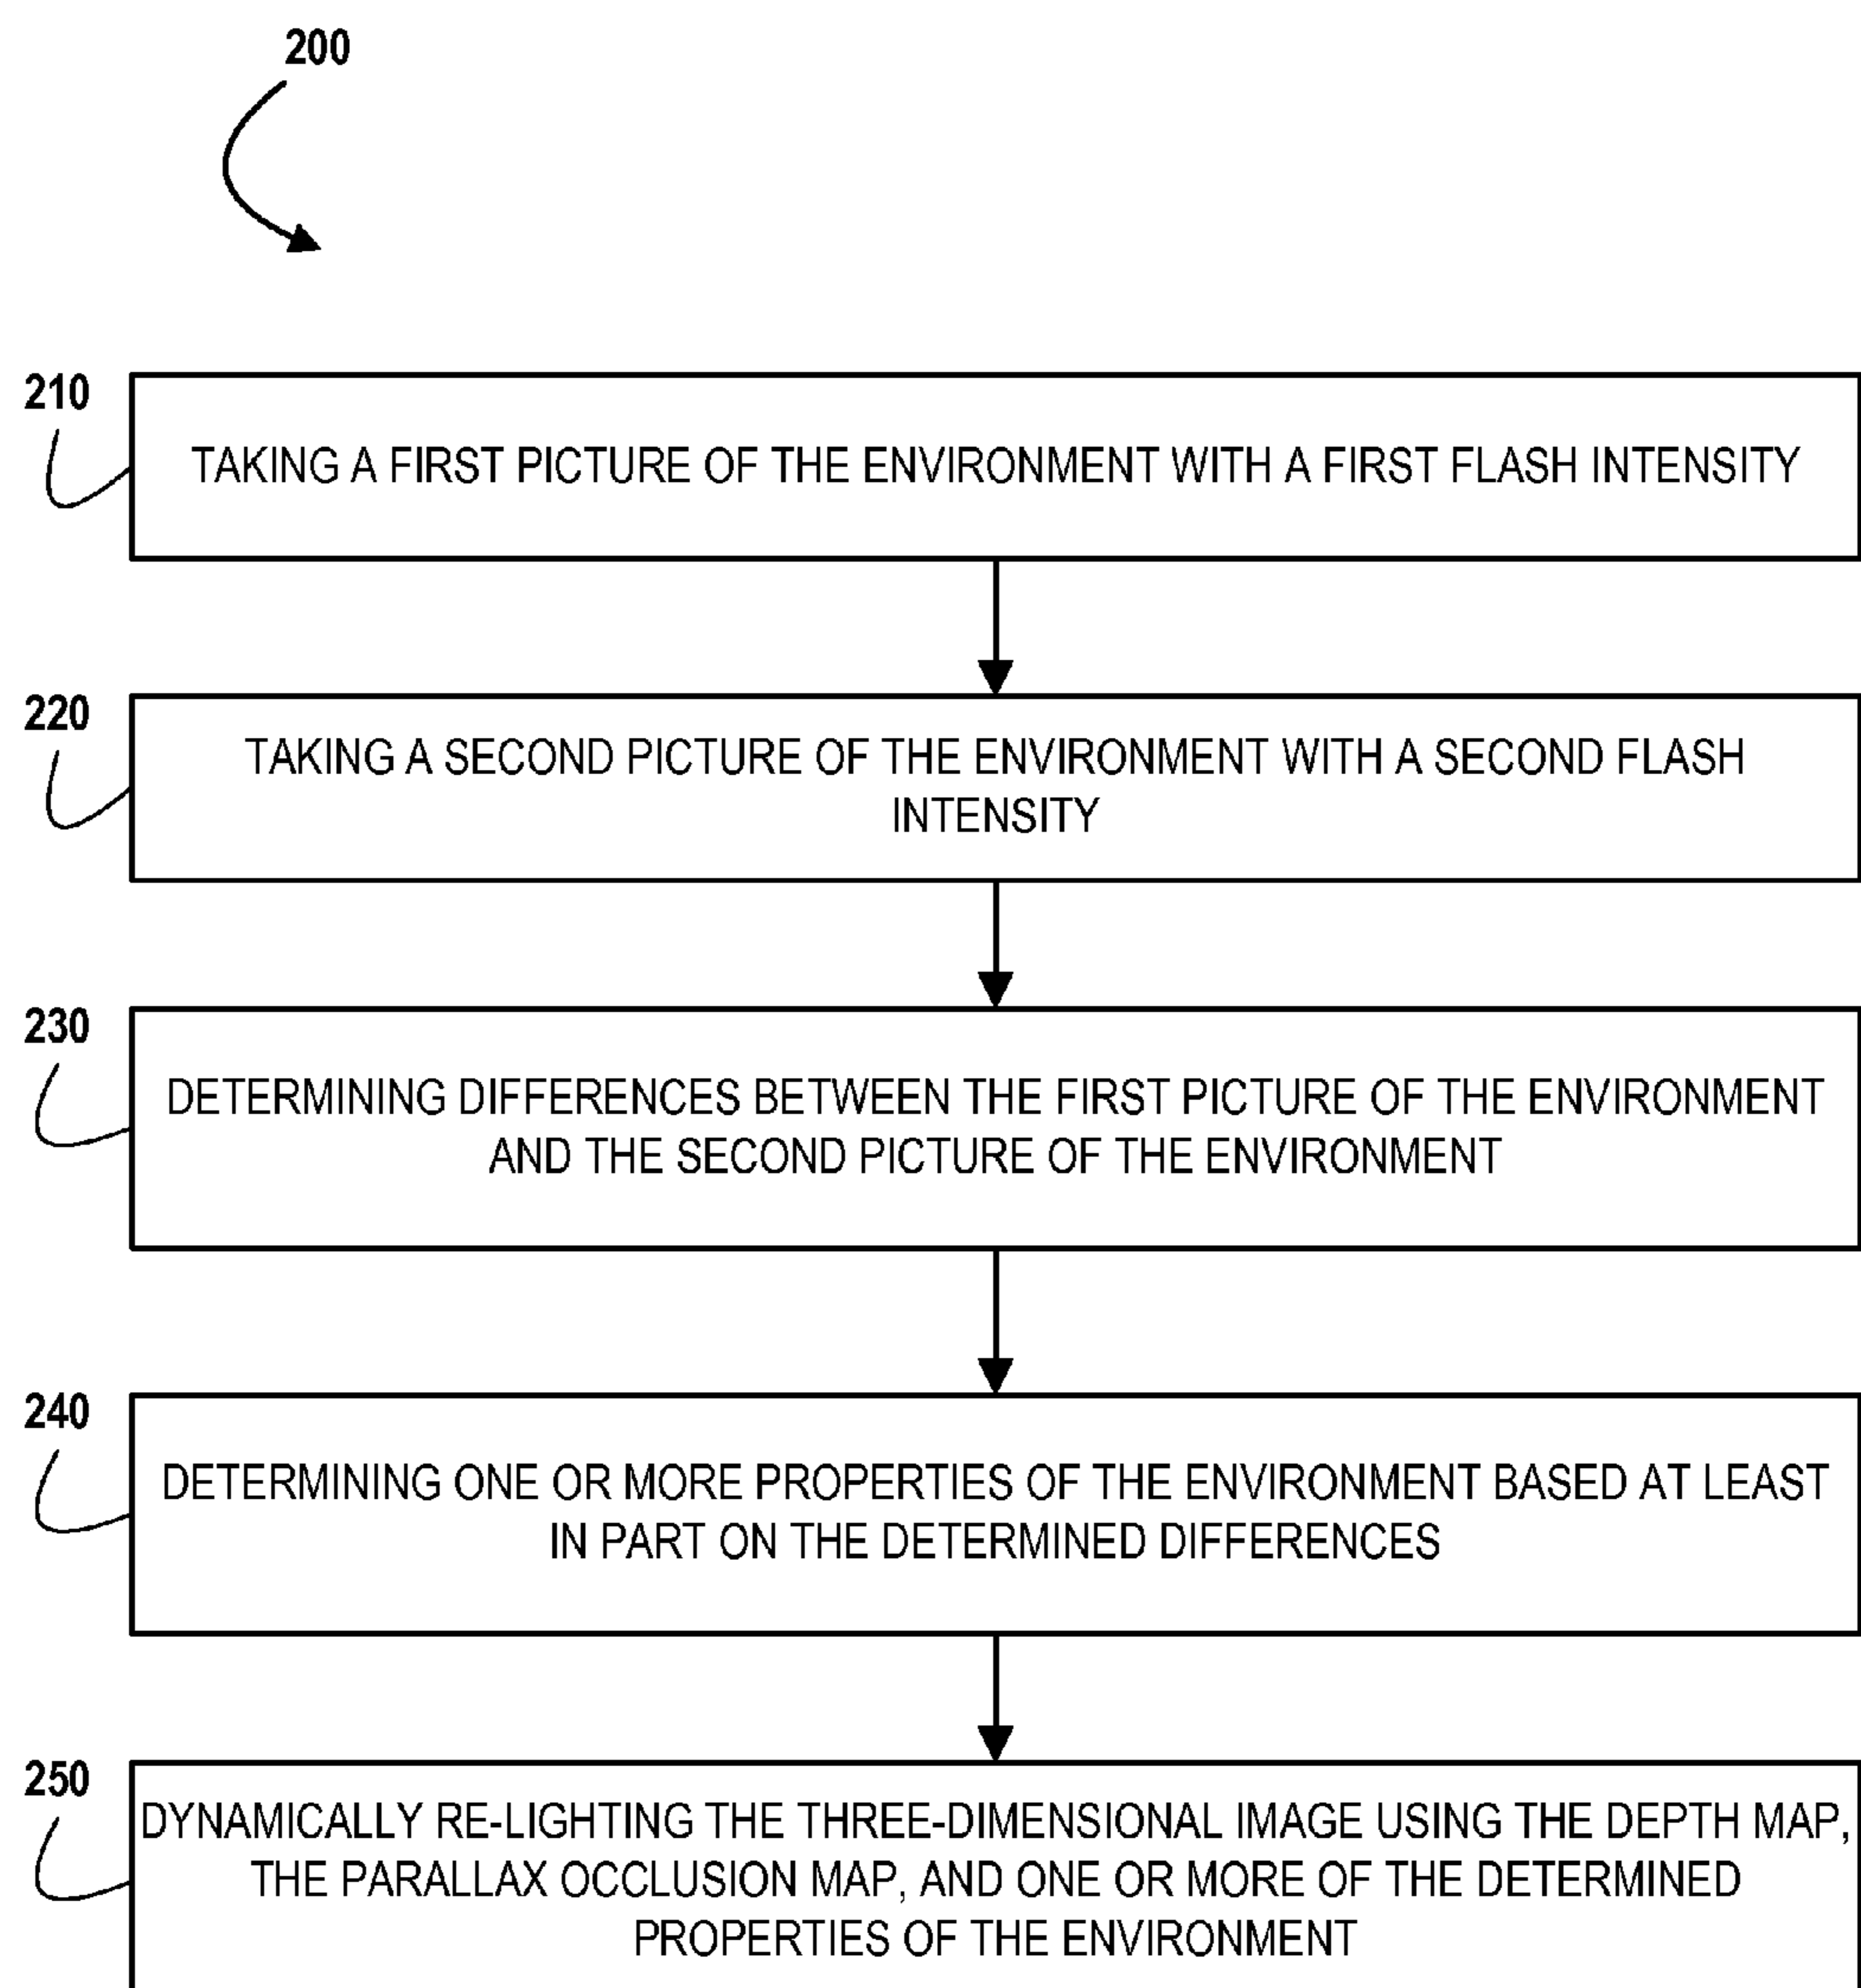 200
210
TAKING A FIRST PICTURE OF THE ENVIRONMENT WITH A FIRST FLASH INTENSITY
220
TAKING A SECOND PICTURE OF THE ENVIRONMENT WITH A SECOND FLASH
INTENSITY
230
DETERMINING DIFFERENCES BETWEEN THE FIRST PICTURE OF THE ENVIRONMENT
AND THE SECOND PICTURE OF THE ENVIRONMENT
240
DETERMINING ONE OR MORE PROPERTIES OF THE ENVIRONMENT BASED AT LEAST
IN PART ON THE DETERMINED DIFFERENCES
250
DYNAMICALLY RE-LIGHTING THE THREE-DIMENSIONAL IMAGE USING THE DEPTH MAP,
THE PARALLAX OCCLUSION MAP, AND ONE OR MORE OF THE DETERMINED
PROPERTIES OF THE ENVIRONMENT